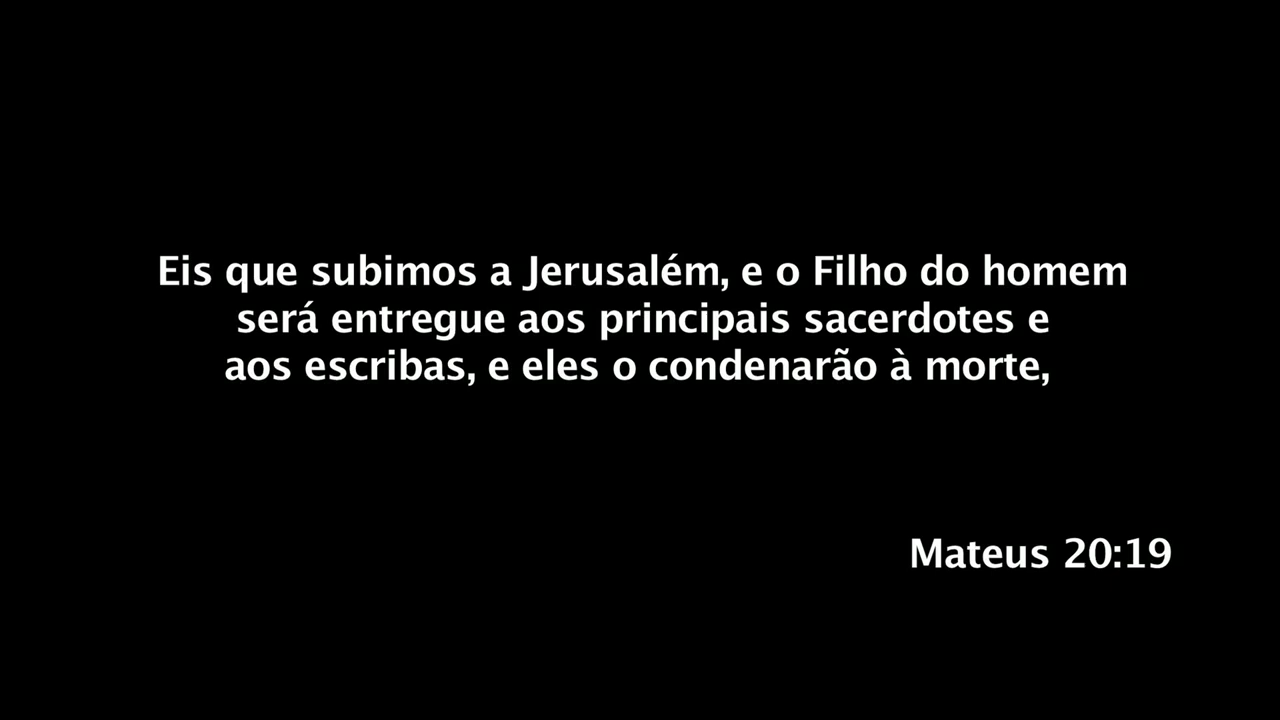 Eis que subimos a Jerusalém, e o Filho do homem
será entregue aos principais sacerdotes e
aos escribas, e eles o condenarão à morte,
Mateus 20:19